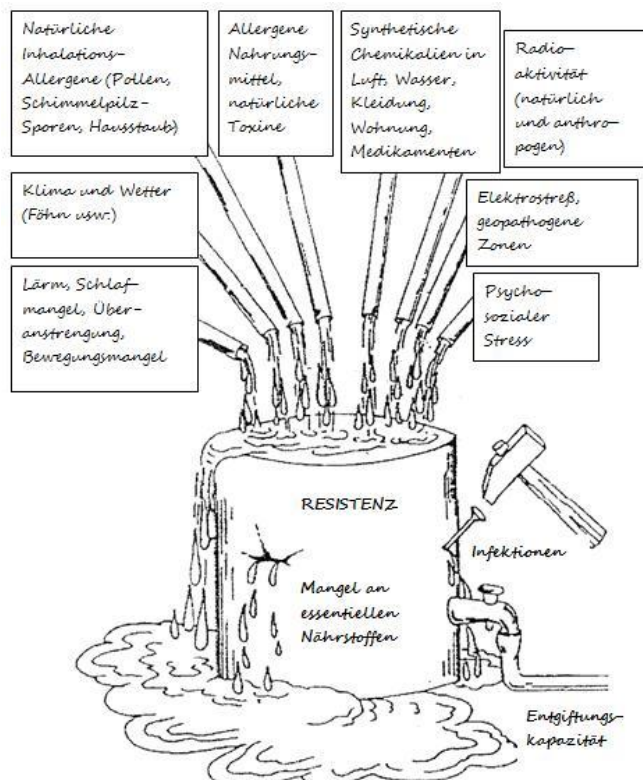 Natürliche
Inhalations-
Allergene (Pollen,
Schimmelpilz-
Sporen, Hausstaub)
Allergene
Nahrungs-
mittel,
natürliche
Toxine
Synthetische
Chemikalien in
Luft, Wasser,
Kleidung,
Wohnung,
Medikamenten
Radio-
aktivität
(natürlich
und anthro-
pogen)
Klima und Wetter
(Föhn usw.)
Elektrostreß,
geopathogene
Zonen
Lärm, Schlaf-
mangel, Über-
anstrengung,
Bewegungsmangel
Psycho-
sozialer
Stress
RESISTENZ
Infektionen
Mangel an
essentiellen
Nährstoffen
Entgiftungs-
kapazität